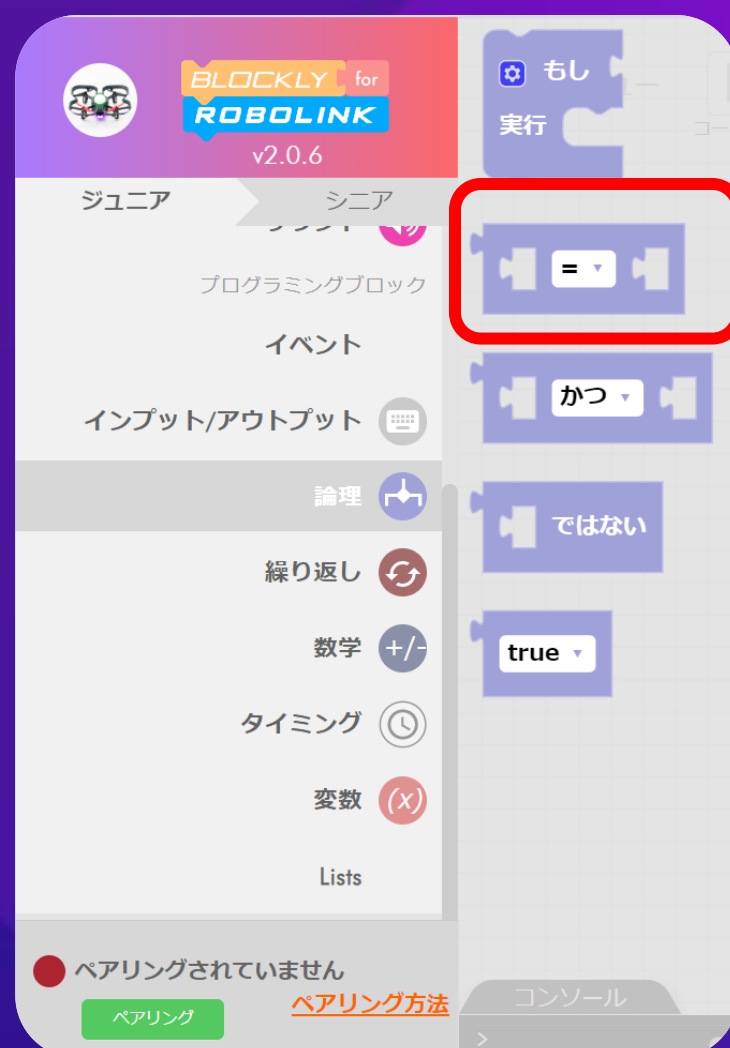 BLOCKLY for
ROBOLINK
v2.0.6
ジュニア
シニア
プログラミングブロック
イベント
インプット/アウトプット
論理
繰り返し
数学 +/-
タイミング
変数 (x)
Lists
ペアリングされていません
ペアリング
ペアリング方法
もし
実行
=
かつ
ではない
true
コンソール
>